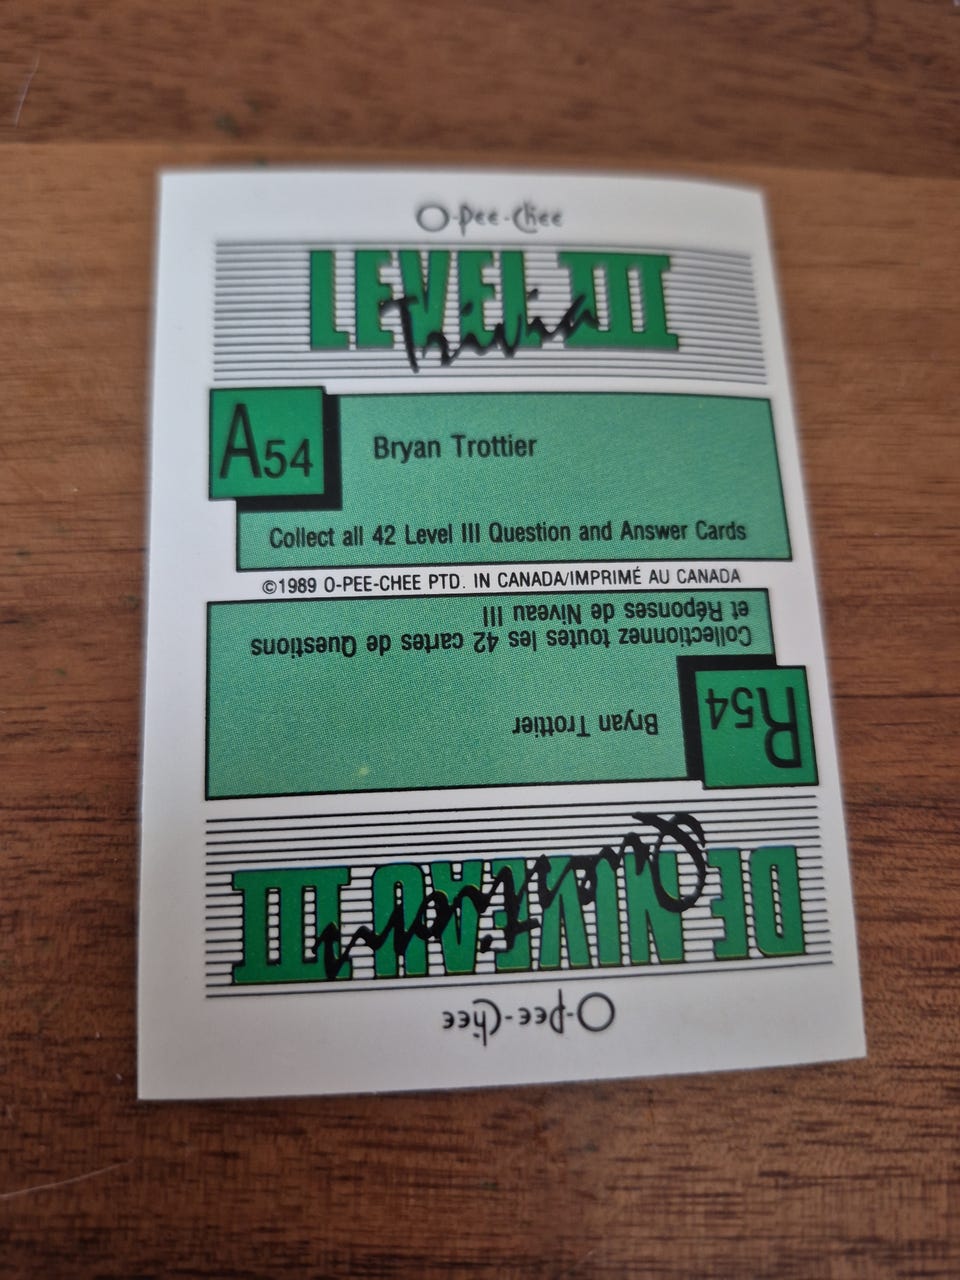 O-Pee-Chee
LEVEL III
Trivia
A54
Bryan Trottier
Collect all 42 Level III Question and Answer Cards
©1989 O-PEE-CHEE PTD. IN CANADA/IMPRIMÉ AU CANADA
O-Pee-Chee
Question
DE NIVEAU III
R54
Bryan Trottier
Collectionnez toutes les 42 cartes de Questions
et Réponses de Niveau III